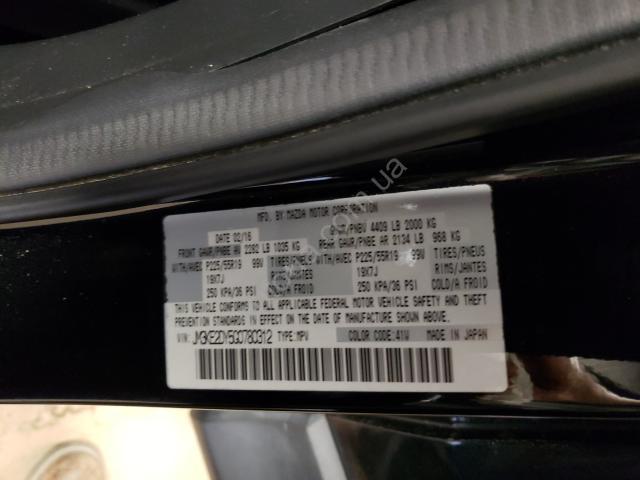 MFD. BY MAZDA MOTOR CORPORATION
DATE 02/16 GVWR/PNBV 4409 LB 2000 KG
FRONT GAWR/PNBE AV 2282 LB 1035 KG REAR GAWR/PNBE AR 2134 LB 968 KG
WITH/AVEC P225/55R19 99V TIRES/PNEUS WITH/AVEC P225/55R19 99V TIRES/PNEUS
19X7J RIMS/JANTES 19X7J RIMS/JANTES
250 KPA/36 PSI COLD/A FROID 250 KPA/36 PSI COLD/A FROID
THIS VEHICLE CONFORMS TO ALL APPLICABLE FEDERAL MOTOR VEHICLE SAFETY AND THEFT
PREVENTION STANDARDS IN EFFECT ON THE DATE OF MANUFACTURE SHOWN ABOVE.
VIN: JM3KE2DY5G0780312 TYPE:MPV COLOR CODE:41W MADE IN JAPAN